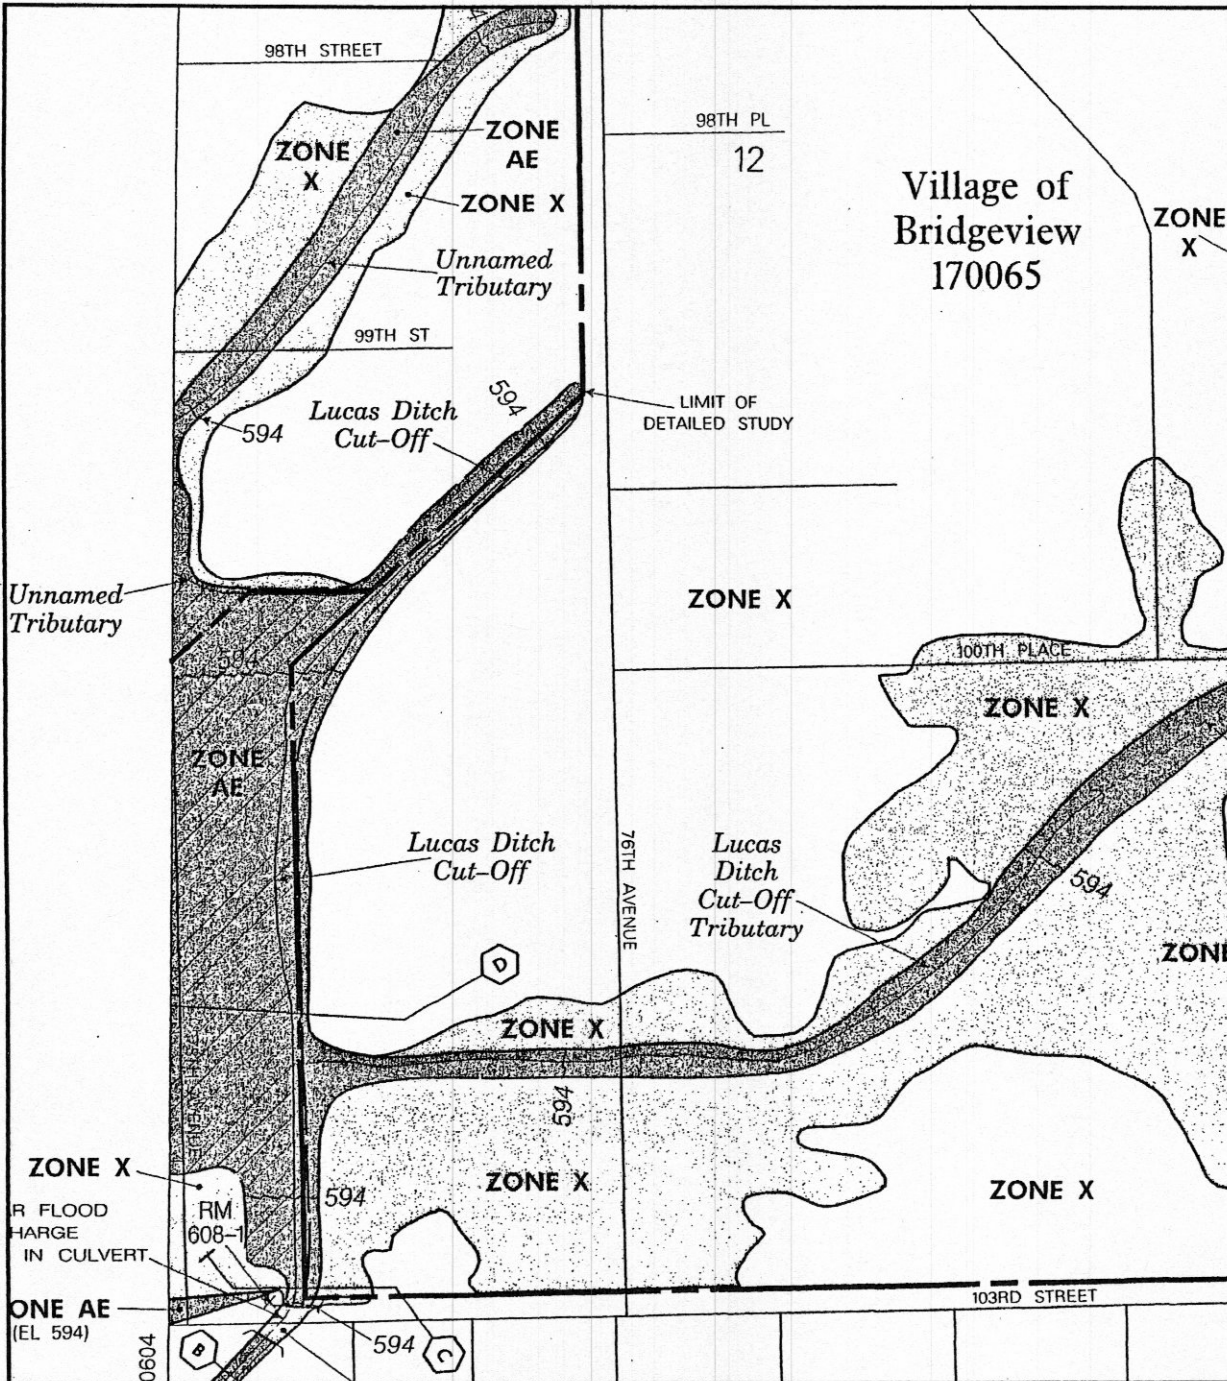 98TH STREET
ZONE
AE
ZONE
X
ZONE X
98TH PL
12
Village of
Bridgeview
170065
ZONE
X
Unnamed
Tributary
99TH ST
594
Lucas Ditch
Cut-Off
594
LIMIT OF
DETAILED STUDY
Unnamed
Tributary
ZONE X
594
100TH PLACE
ZONE X
ZONE
AE
Lucas Ditch
Cut-Off
76TH AVENUE
Lucas
Ditch
Cut-Off
Tributary
594
ZONE
D
ZONE X
594
ZONE X
R FLOOD
HARGE
IN CULVERT
RM
608-1
594
ZONE X
ZONE X
103RD STREET
ONE AE
(EL 594)
0604
B
594
C